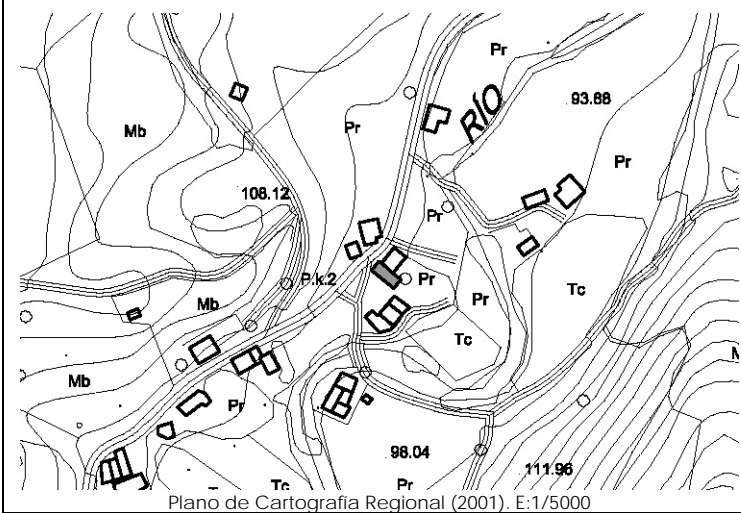 Pr
RÍO
93.88
Mb
Pr
Pr
108.12
Pr
P.k.2
Pr
Pr
Tc
Mb
Tc
Mb
Pr
98.04
111.96
Tc
Pr
Plano de Cartografía Regional (2001). E:1/5000